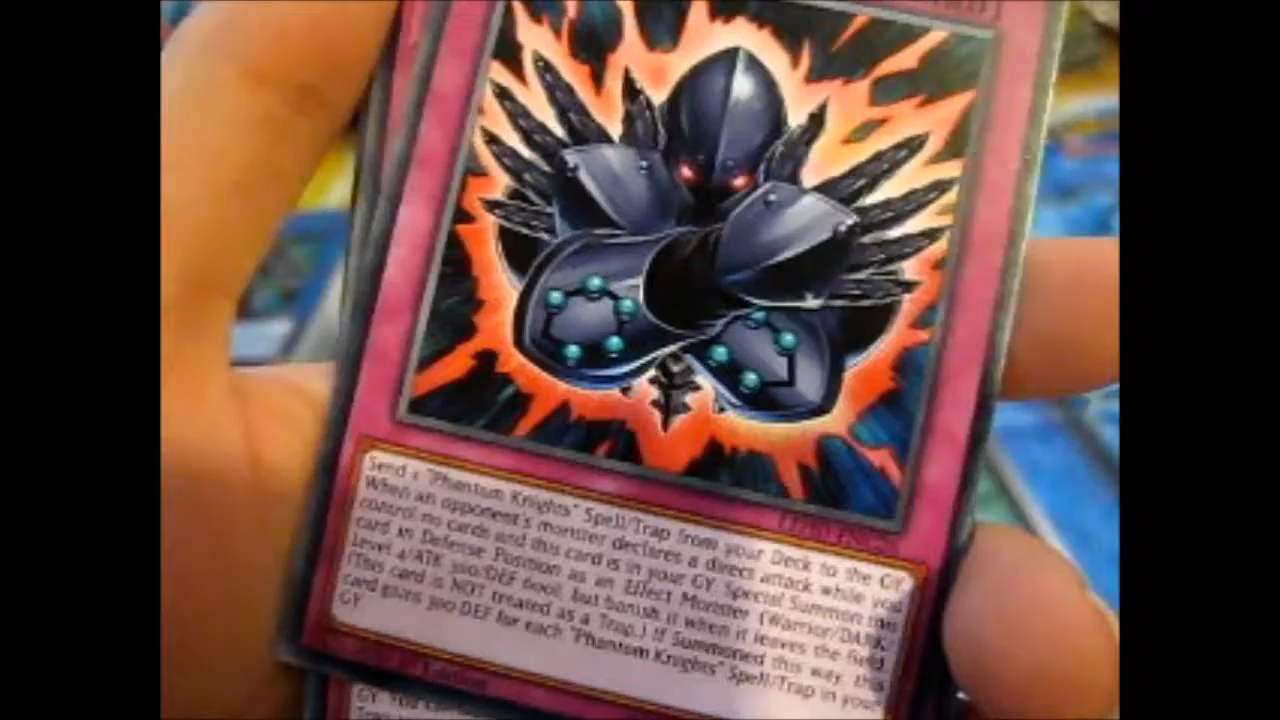 Send 1 "Phantom Knights" Spell/Trap from your Deck to the GY
When an opponent's monster declares a direct attack while you
control no cards and this card is in your GY: Special Summon this
card in Defense Position as an Effect Monster (Warrior/DARK
Level 4/ATK 300/DEF 600), but banish it when it leaves the field.
(This card is NOT treated as a Trap.) If Summoned this way, this
card gains 300 DEF for each "Phantom Knights" Spell/Trap in your
GY
Edition
GY. You